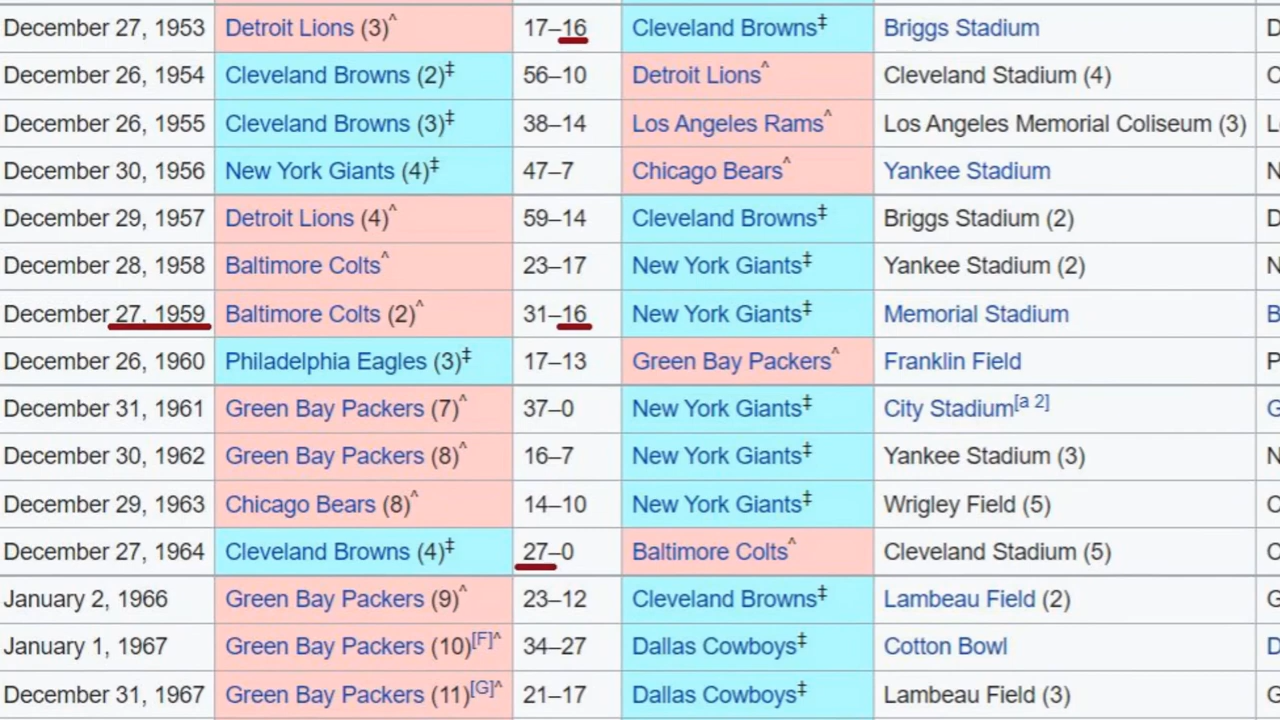 December 27, 1953 Detroit Lions (3)^ 17–16 Cleveland Browns‡ Briggs Stadium D
December 26, 1954 Cleveland Browns (2)‡ 56–10 Detroit Lions^ Cleveland Stadium (4) C
December 26, 1955 Cleveland Browns (3)‡ 38–14 Los Angeles Rams^ Los Angeles Memorial Coliseum (3) L
December 30, 1956 New York Giants (4)‡ 47–7 Chicago Bears^ Yankee Stadium N
December 29, 1957 Detroit Lions (4)^ 59–14 Cleveland Browns‡ Briggs Stadium (2) D
December 28, 1958 Baltimore Colts^ 23–17 New York Giants‡ Yankee Stadium (2) N
December 27, 1959 Baltimore Colts (2)^ 31–16 New York Giants‡ Memorial Stadium B
December 26, 1960 Philadelphia Eagles (3)‡ 17–13 Green Bay Packers^ Franklin Field P
December 31, 1961 Green Bay Packers (7)^ 37–0 New York Giants‡ City Stadium[a 2] G
December 30, 1962 Green Bay Packers (8)^ 16–7 New York Giants‡ Yankee Stadium (3) N
December 29, 1963 Chicago Bears (8)^ 14–10 New York Giants‡ Wrigley Field (5) C
December 27, 1964 Cleveland Browns (4)‡ 27–0 Baltimore Colts^ Cleveland Stadium (5) C
January 2, 1966 Green Bay Packers (9)^ 23–12 Cleveland Browns‡ Lambeau Field (2) G
January 1, 1967 Green Bay Packers (10)[F]^ 34–27 Dallas Cowboys‡ Cotton Bowl D
December 31, 1967 Green Bay Packers (11)[G]^ 21–17 Dallas Cowboys‡ Lambeau Field (3) G